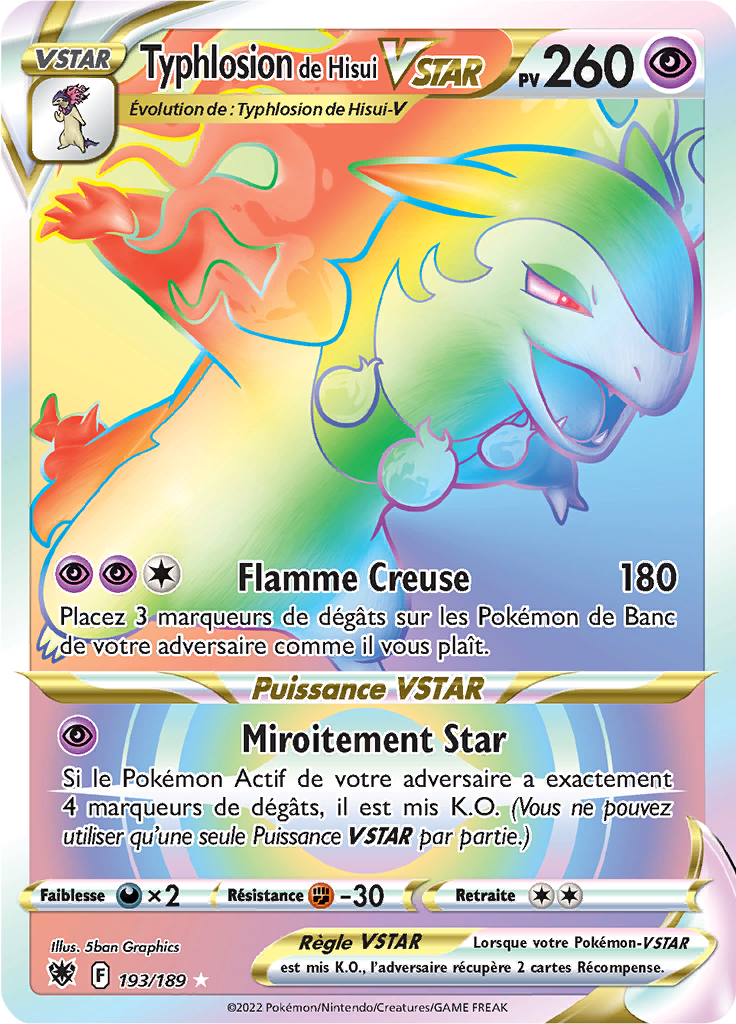 VSTAR
Typhlosion de Hisui VSTAR PV 260
Évolution de : Typhlosion de Hisui-V
Flamme Creuse 180
Placez 3 marqueurs de dégâts sur les Pokémon de Banc
de votre adversaire comme il vous plaît.
Puissance VSTAR
Miroitement Star
Si le Pokémon Actif de votre adversaire a exactement
4 marqueurs de dégâts, il est mis K.O. (Vous ne pouvez
utiliser qu'une seule Puissance VSTAR par partie.)
Faiblesse ×2 Résistance -30 Retraite
Illus. 5ban Graphics
Règle VSTAR Lorsque votre Pokémon-VSTAR
est mis K.O., l'adversaire récupère 2 cartes Récompense.
F 193/189
©2022 Pokémon/Nintendo/Creatures/GAME FREAK